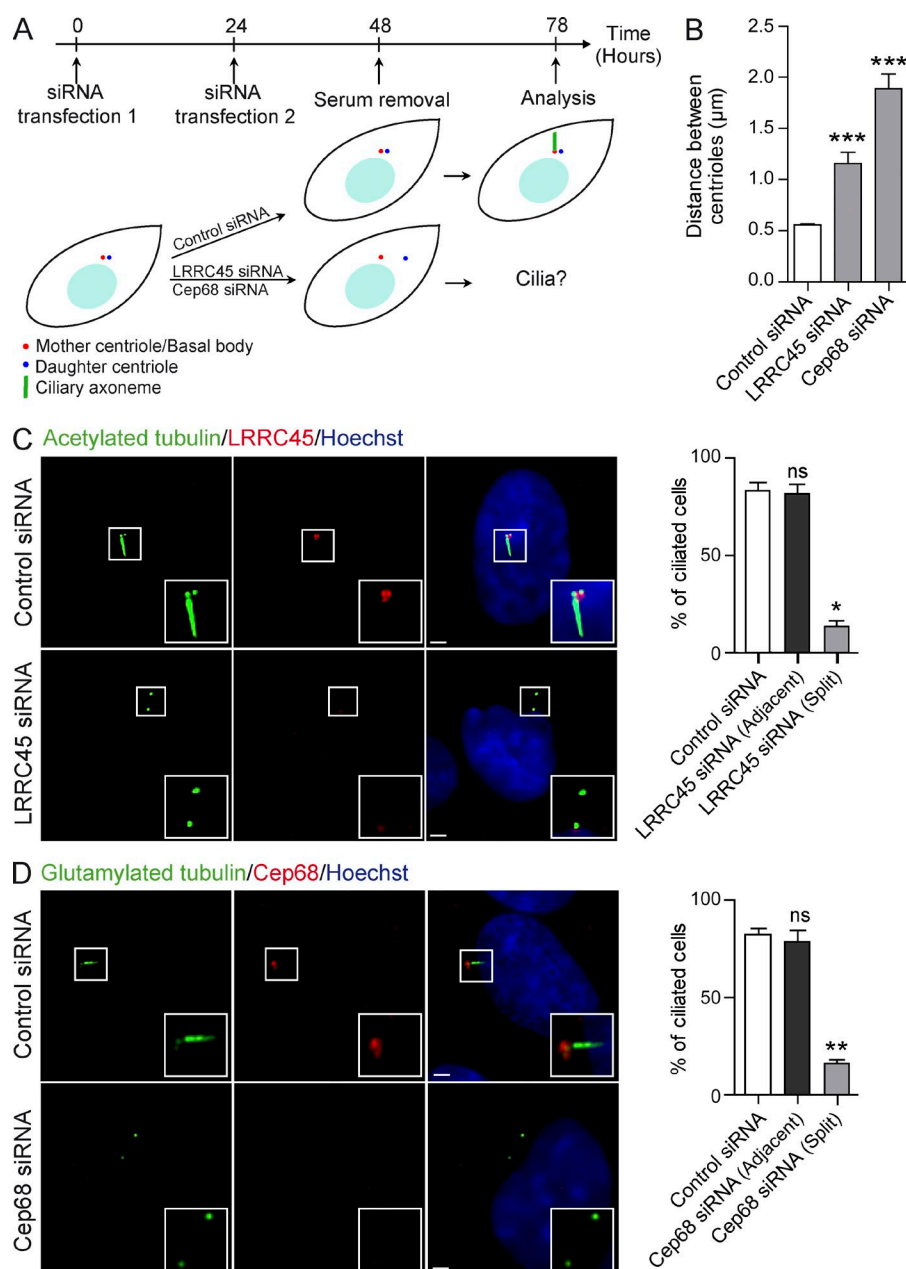 A
0
24
48
78
Time
(Hours)
siRNA
transfection 1
siRNA
transfection 2
Serum removal
Analysis
Control siRNA
LRRC45 siRNA
Cep68 siRNA
Cilia?
Mother centriole/Basal body
Daughter centriole
Ciliary axoneme
B
Distance between
centrioles (µm)
2.5
2.0
1.5
1.0
0.5
0.0
***
***
Control siRNA
LRRC45 siRNA
Cep68 siRNA
C Acetylated tubulin/LRRC45/Hoechst
Control siRNA
LRRC45 siRNA
% of ciliated cells
100
50
0
ns
*
Control siRNA
LRRC45 siRNA (Adjacent)
LRRC45 siRNA (Split)
D Glutamylated tubulin/Cep68/Hoechst
Control siRNA
Cep68 siRNA
% of ciliated cells
100
50
0
ns
**
Control siRNA
Cep68 siRNA (Adjacent)
Cep68 siRNA (Split)